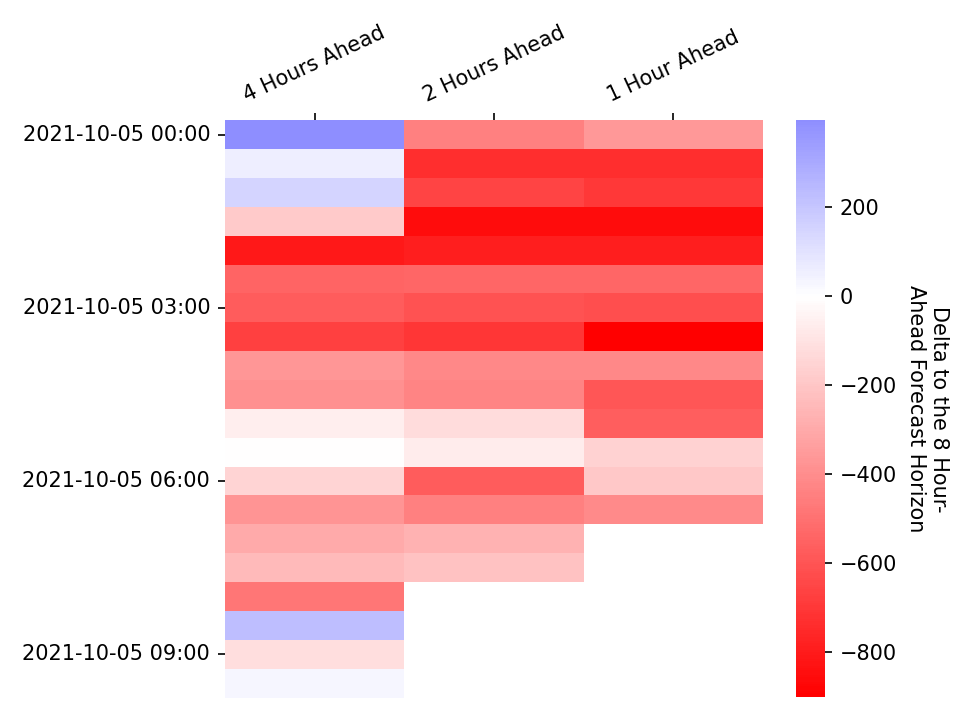 4 Hours Ahead
2 Hours Ahead
1 Hour Ahead
2021-10-05 00:00
2021-10-05 03:00
2021-10-05 06:00
2021-10-05 09:00
200
0
−200
−400
−600
−800
Delta to the 8 Hour-
Ahead Forecast Horizon